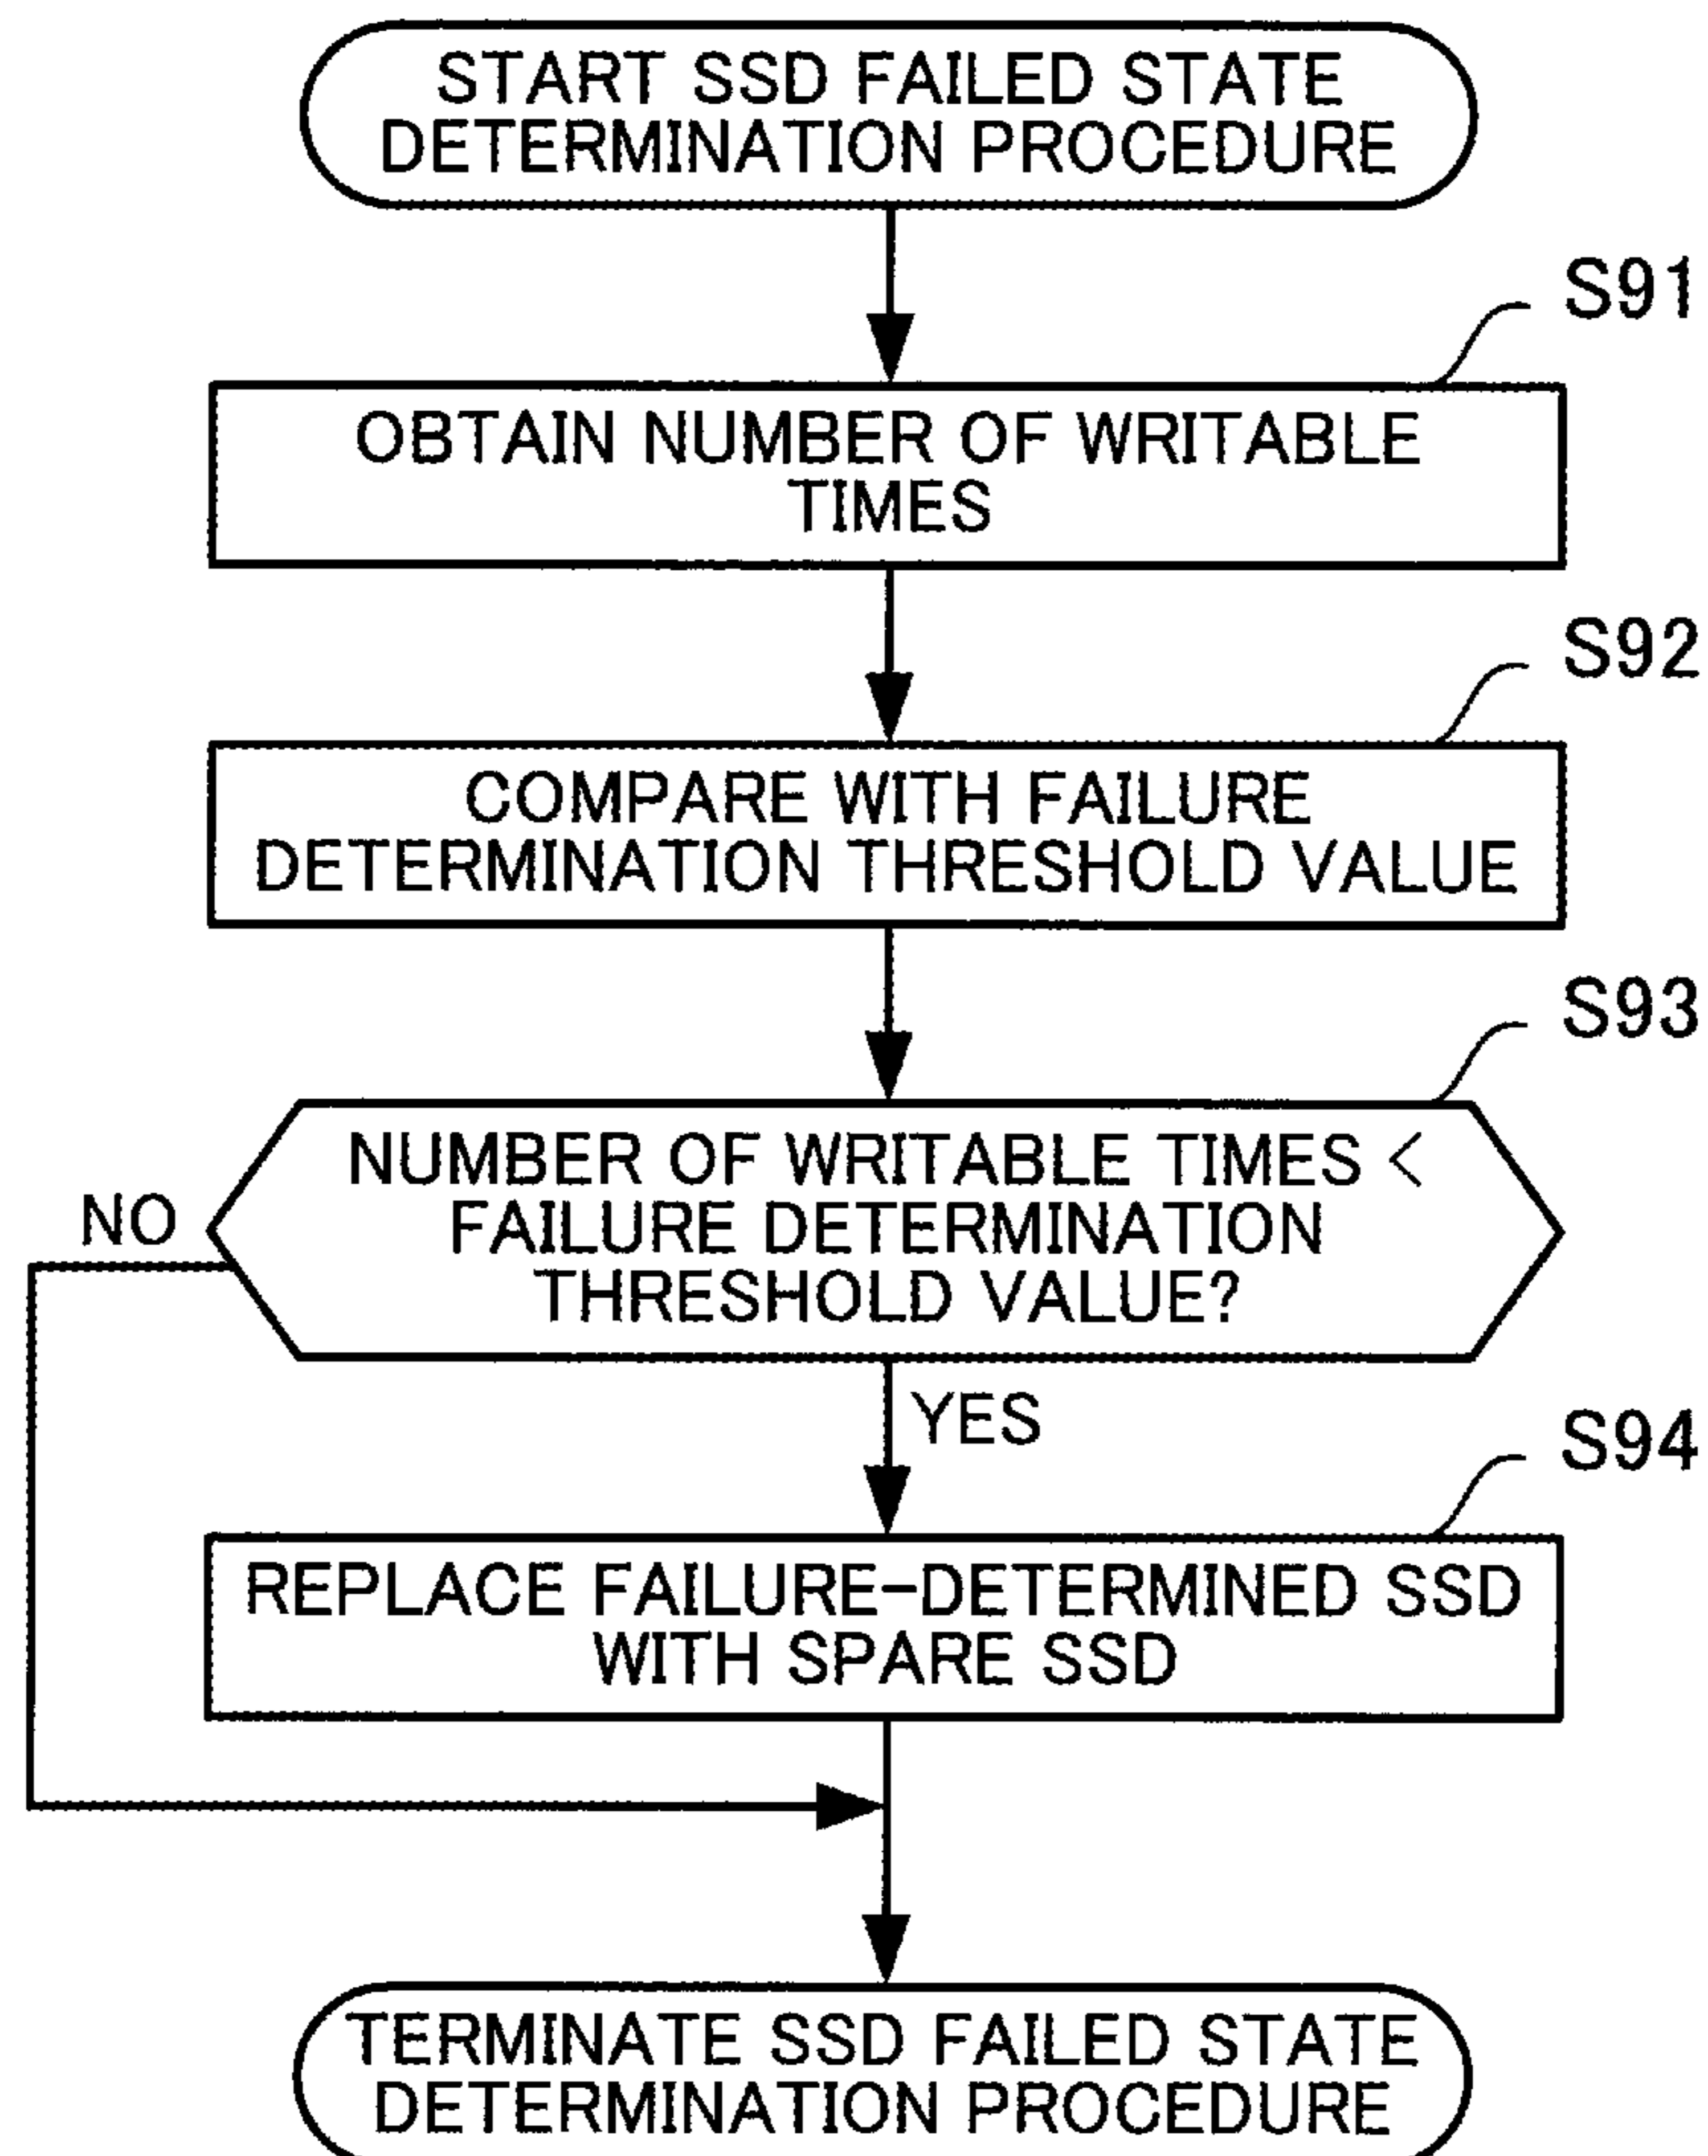 START SSD FAILED STATE
DETERMINATION PROCEDURE
S91
OBTAIN NUMBER OF WRITABLE
TIMES
S92
COMPARE WITH FAILURE
DETERMINATION THRESHOLD VALUE
S93
NUMBER OF WRITABLE TIMES <
FAILURE DETERMINATION
THRESHOLD VALUE?
NO
YES
S94
REPLACE FAILURE-DETERMINED SSD
WITH SPARE SSD
TERMINATE SSD FAILED STATE
DETERMINATION PROCEDURE